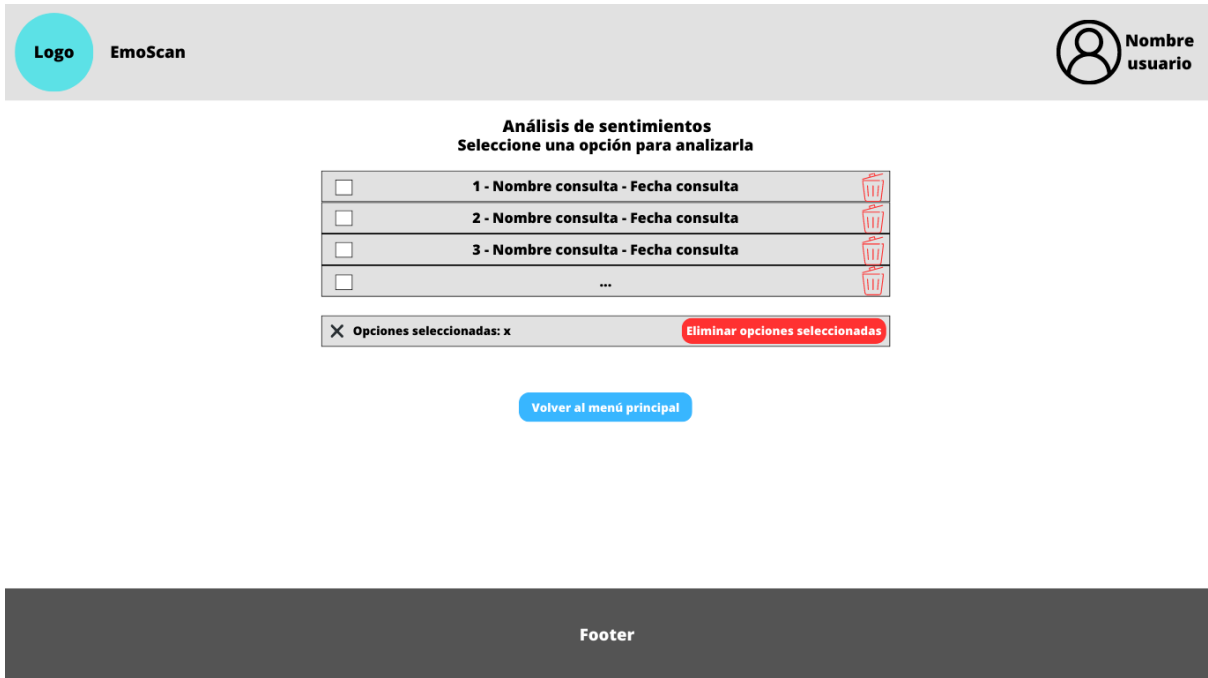 Logo
EmoScan
Nombre
usuario
Análisis de sentimientos
Seleccione una opción para analizarla
1 - Nombre consulta - Fecha consulta
2 - Nombre consulta - Fecha consulta
3 - Nombre consulta - Fecha consulta
...
Opciones seleccionadas: x
Eliminar opciones seleccionadas
Volver al menú principal
Footer